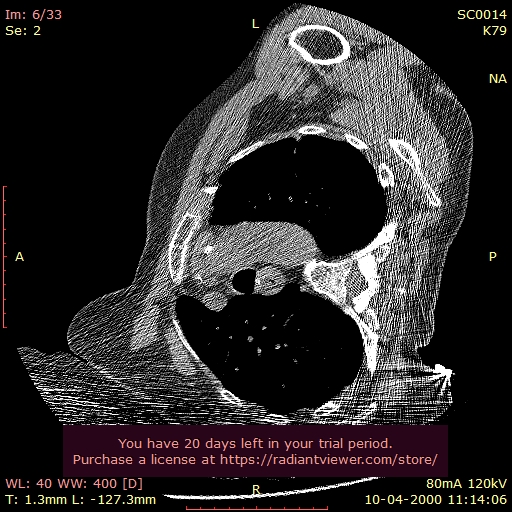 Im: 6/33
Se: 2
L
SC0014
K79
NA
A
P
You have 20 days left in your trial period.
Purchase a license at https://radiantviewer.com/store/
WL: 40 WW: 400 [D]
T: 1.3mm L: -127.3mm
R
80mA 120kV
10-04-2000 11:14:06